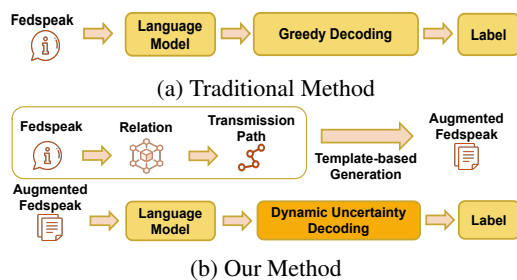 Fedspeak
Language
Model
Greedy Decoding
Label
(a) Traditional Method
Fedspeak
Relation
Transmission
Path
Template-based
Generation
Augmented
Fedspeak
Augmented
Fedspeak
Language
Model
Dynamic Uncertainty
Decoding
Label
(b) Our Method